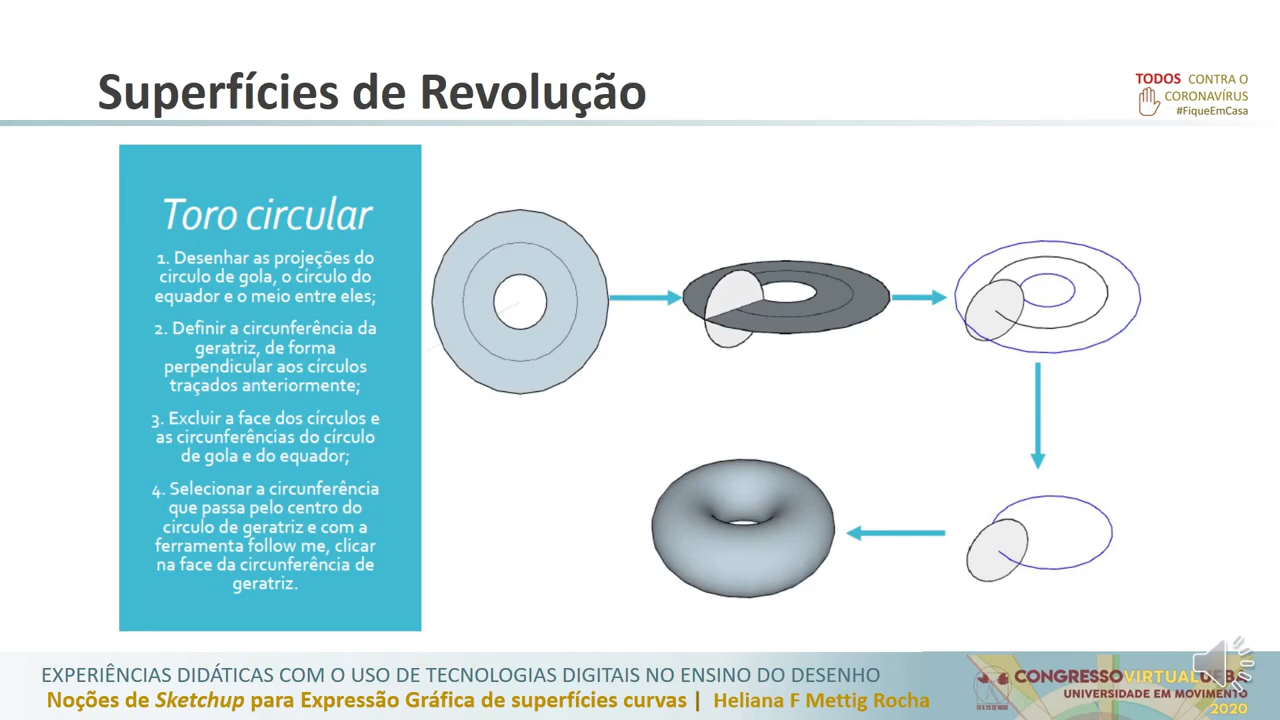 Superfícies de Revolução
TODOS CONTRA O
CORONAVÍRUS
#FiqueEmCasa
Toro circular
1. Desenhar as projeções do
circulo de gola, o círculo do
equador e o meio entre eles;
2. Definir a circunferência da
geratriz, de forma
perpendicular aos círculos
traçados anteriormente;
3. Excluir a face dos círculos e
as circunferências do círculo
de gola e do equador;
4. Selecionar a circunferência
que passa pelo centro do
circulo de geratriz e com a
ferramenta follow me, clicar
na face da circunferência de
geratriz.
EXPERIÊNCIAS DIDÁTICAS COM O USO DE TECNOLOGIAS DIGITAIS NO ENSINO DO DESENHO
Noções de Sketchup para Expressão Gráfica de superfícies curvas | Heliana F Mettig Rocha
CONGRESSOVIRTUAL
UNIVERSIDADE EM MOVIMENTO
2020